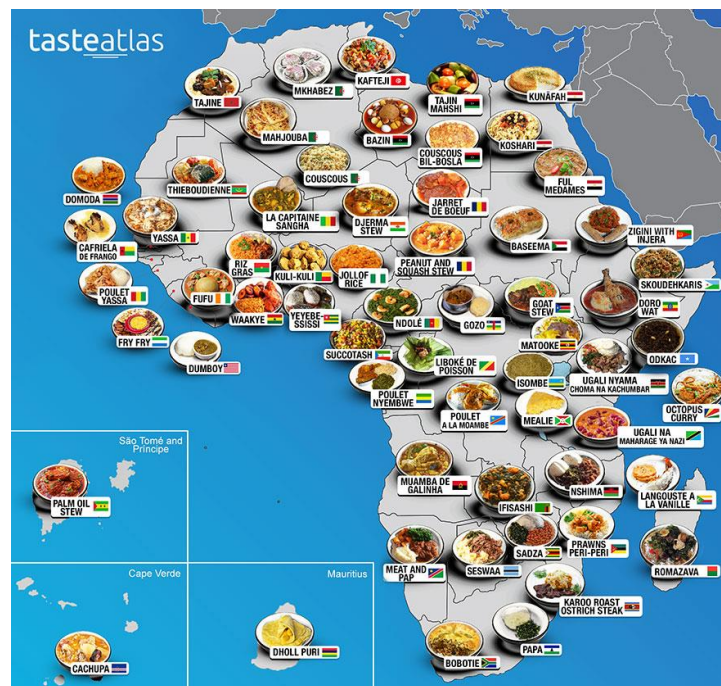 tasteatlas
TAJINE
MKHABEZ
KAFTEJI
TAJIN
MAHSHI
KUNÂFAH
MAHJOUBA
BAZIN
COUSCOUS
BIL-BOSLA
KOSHARI
COUSCOUS
FUL
MEDAMES
DOMODA
THIEBOUDIENNE
LA CAPITAINE
SANGHA
DJERMA
STEW
JARRET
DE BOEUF
CAFRIELA
DE FRANGO
YASSA
BASEEMA
ZIGINI WITH
INJERA
POULET
YASSA
RIZ
GRAS
KULI-KULI
JOLLOF
RICE
PEANUT AND
SQUASH STEW
SKOUDEHKARIS
FUFU
WAAKYE
YEYEBE-
SSISSI
NDOLÉ
GOZO
GOAT
STEW
DORO
WAT
FRY FRY
DUMBOY
SUCCOTASH
LIBOKÉ DE
POISSON
MATOOKE
ODKAC
POULET
NYEMBWE
POULET
A LA MOAMBE
ISOMBE
UGALI NYAMA
CHOMA NA KACHUMBAR
MEALIE
OCTOPUS
CURRY
UGALI NA
MAHARAGE YA NAZI
São Tomé and
Príncipe
PALM OIL
STEW
MUAMBA DE
GALINHA
IFISASHI
NSHIMA
LANGOUSTE A
LA VANILLE
MEAT AND
PAP
SESWAA
SADZA
PRAWNS
PERI-PERI
ROMAZAVA
Cape Verde
Mauritius
CACHUPA
DHOLL PURI
KAROO ROAST
OSTRICH STEAK
BOBOTIE
PAPA